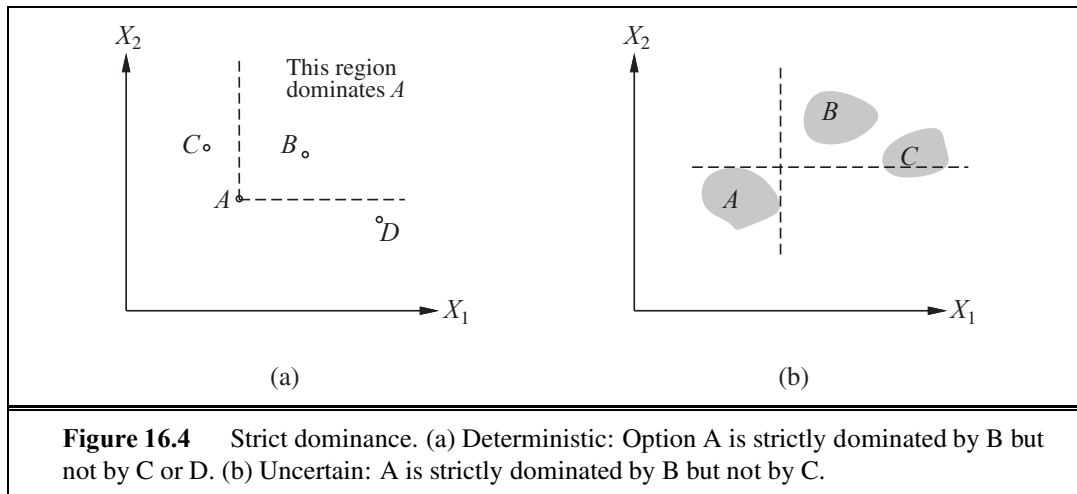 X₂
This region
dominates A
C
B
A
D
X₁
(a)
X₂
B
C
A
X₁
(b)
Figure 16.4 Strict dominance. (a) Deterministic: Option A is strictly dominated by B but
not by C or D. (b) Uncertain: A is strictly dominated by B but not by C.